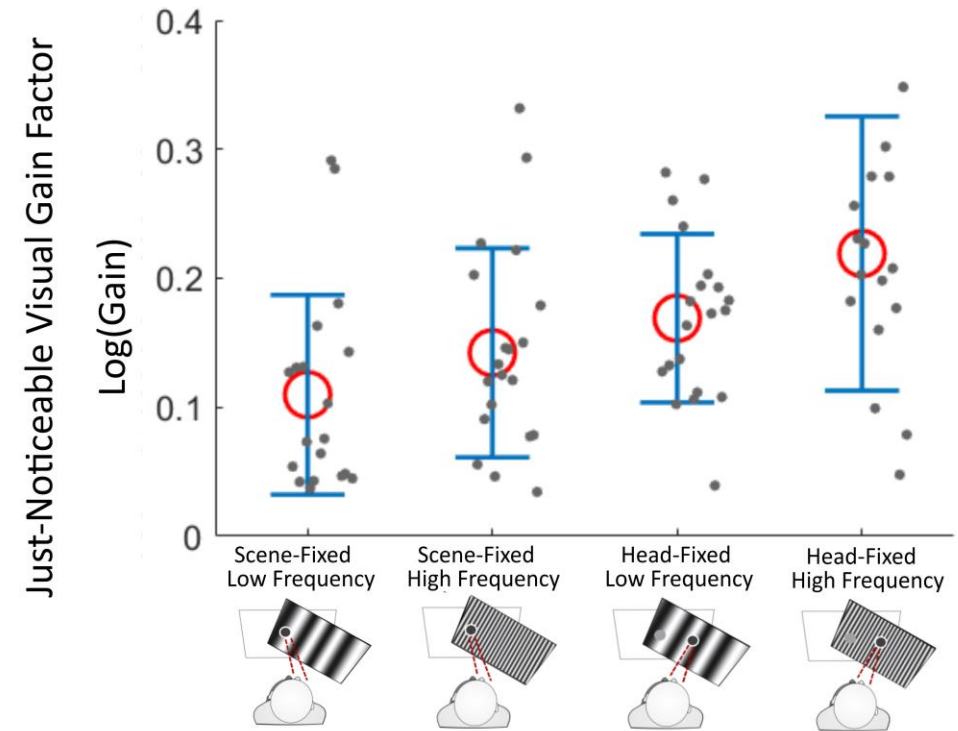 Just-Noticeable Visual Gain Factor
Log(Gain)
0.4
0.3
0.2
0.1
0
Scene-Fixed
Low Frequency
Scene-Fixed
High Frequency
Head-Fixed
Low Frequency
Head-Fixed
High Frequency